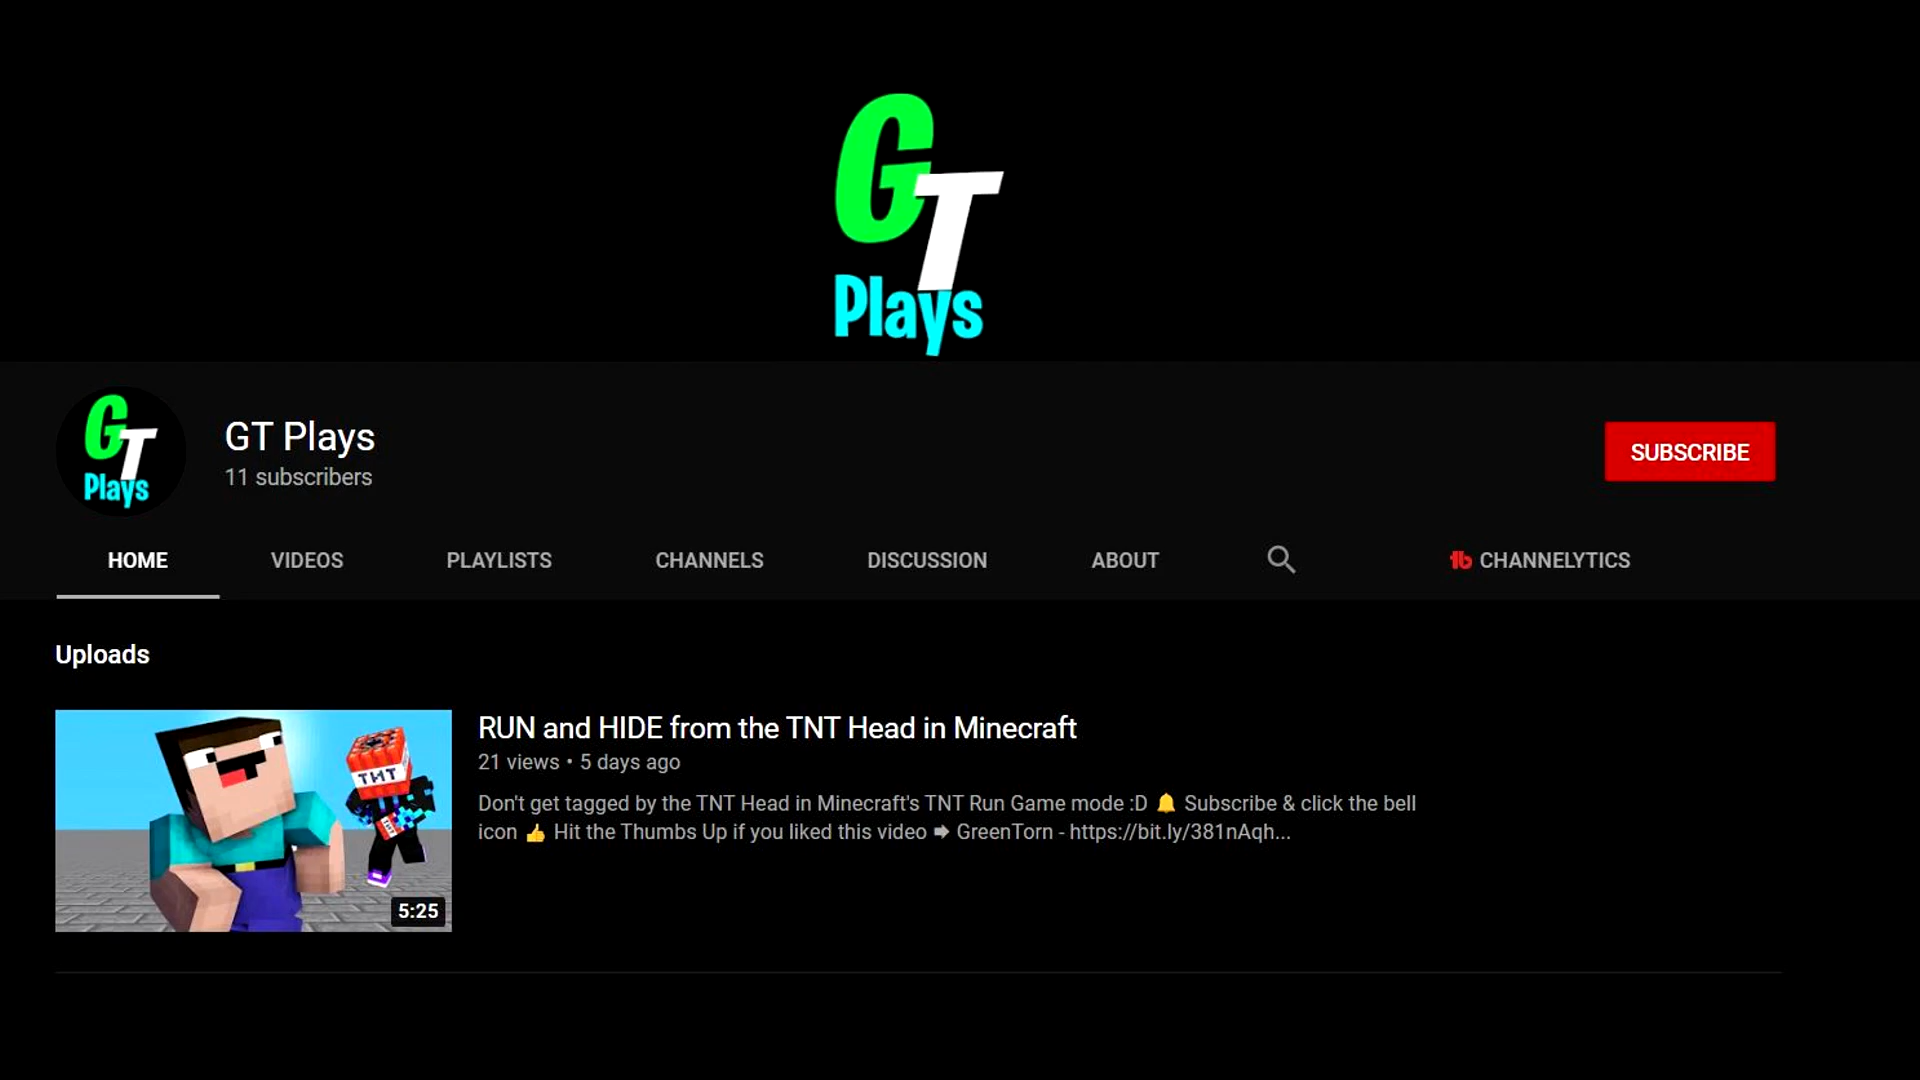 GT
Plays
GT
Plays
GT Plays
11 subscribers
SUBSCRIBE
HOME
VIDEOS
PLAYLISTS
CHANNELS
DISCUSSION
ABOUT
tb CHANNELYTICS
Uploads
TNT
TNT
5:25
RUN and HIDE from the TNT Head in Minecraft
21 views • 5 days ago
Don't get tagged by the TNT Head in Minecraft's TNT Run Game mode :D 🔔 Subscribe & click the bell
icon 👍 Hit the Thumbs Up if you liked this video ➡ GreenTorn - https://bit.ly/381nAqh...